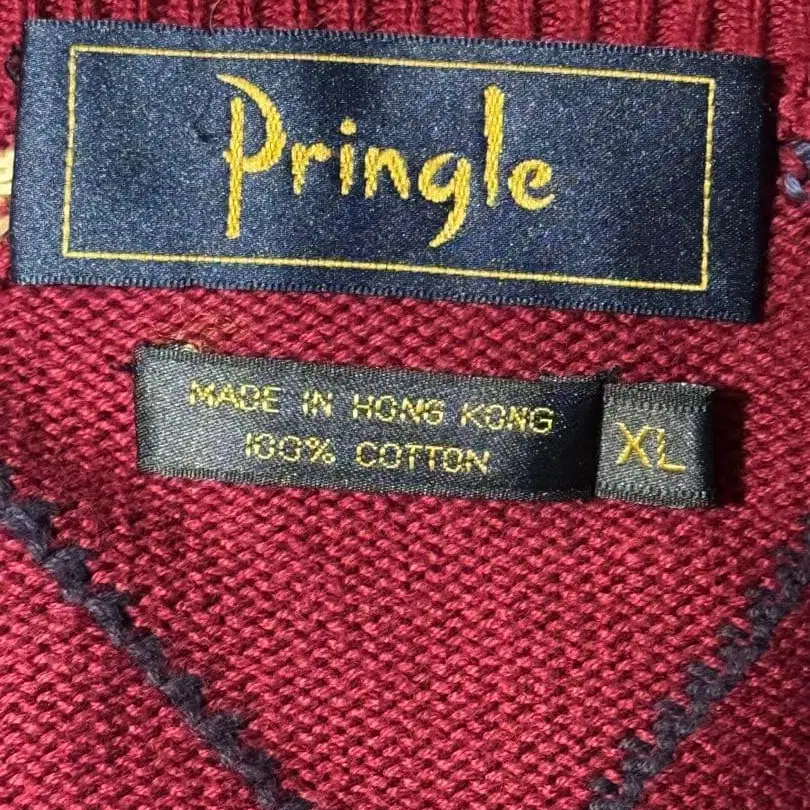 Pringle
MADE IN HONG KONG
100% COTTON
XL